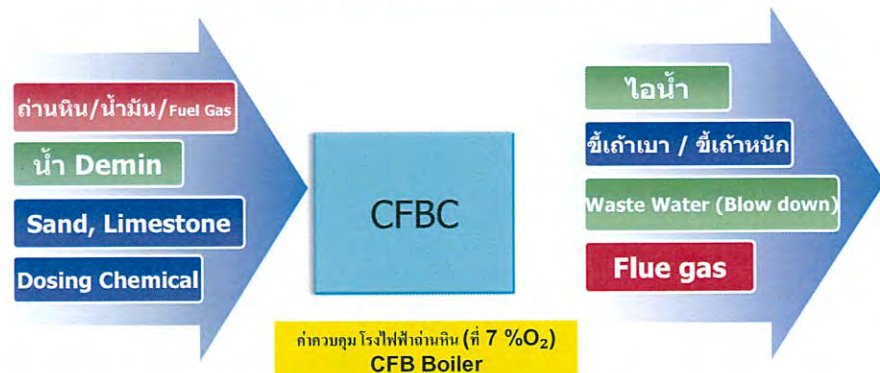 ถ่านหิน/น้ำมัน/Fuel Gas
น้ำ Demin
Sand, Limestone
Dosing Chemical
CFBC
ไอน้ำ
ขี้เถ้าเบา / ขี้เถ้าหนัก
Waste Water (Blow down)
Flue gas
ค่าควบคุม โรงไฟฟ้าถ่านหิน (ที่ 7 %O₂)
CFB Boiler